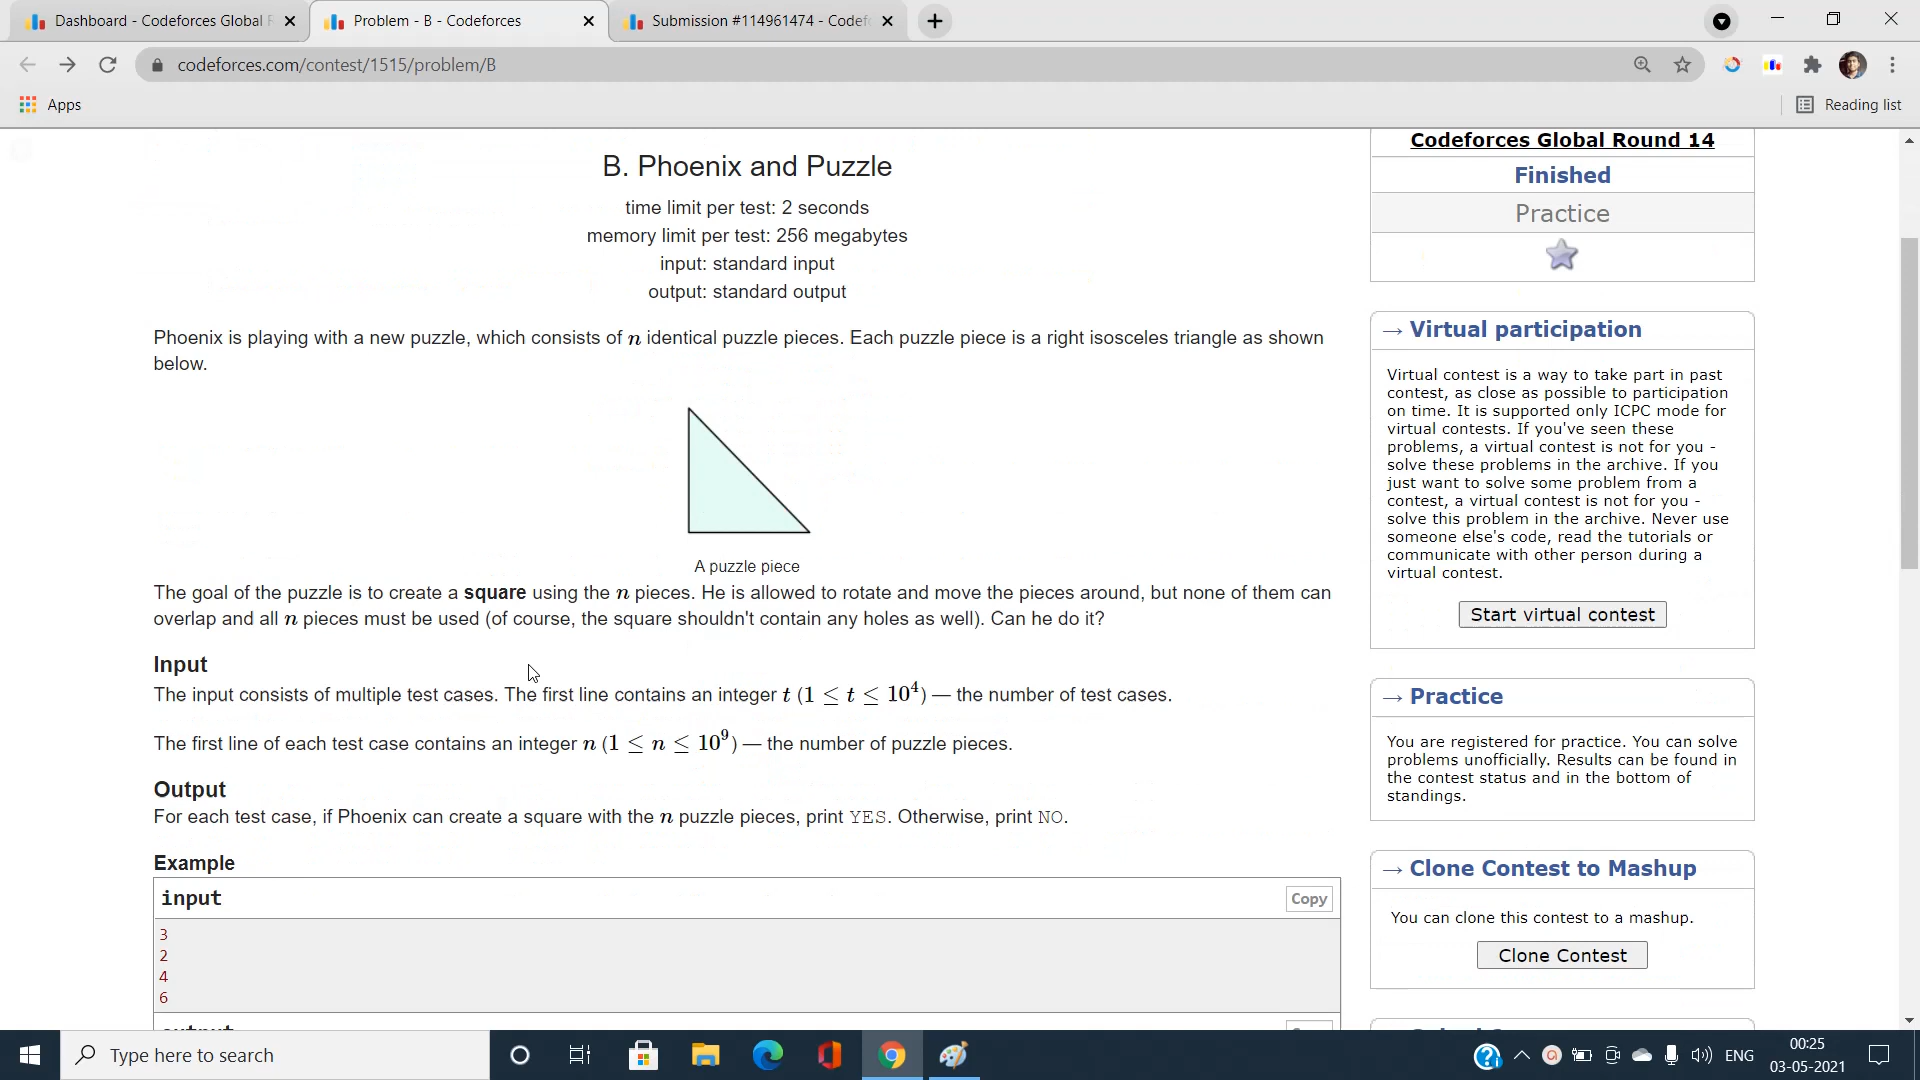 Dashboard - Codeforces Global R
Problem - B - Codeforces
Submission #114961474 - Codef
codeforces.com/contest/1515/problem/B
Apps
Reading list
B. Phoenix and Puzzle
time limit per test: 2 seconds
memory limit per test: 256 megabytes
input: standard input
output: standard output
Phoenix is playing with a new puzzle, which consists of n identical puzzle pieces. Each puzzle piece is a right isosceles triangle as shown
below.
A puzzle piece
The goal of the puzzle is to create a square using the n pieces. He is allowed to rotate and move the pieces around, but none of them can
overlap and all n pieces must be used (of course, the square shouldn't contain any holes as well). Can he do it?
Input
The input consists of multiple test cases. The first line contains an integer t (1 ≤ t ≤ 10⁴) — the number of test cases.
The first line of each test case contains an integer n (1 ≤ n ≤ 10⁹) — the number of puzzle pieces.
Output
For each test case, if Phoenix can create a square with the n puzzle pieces, print YES. Otherwise, print NO.
Example
input
Copy
3
2
4
6
Codeforces Global Round 14
Finished
Practice
→ Virtual participation
Virtual contest is a way to take part in past
contest, as close as possible to participation
on time. It is supported only ICPC mode for
virtual contests. If you've seen these
problems, a virtual contest is not for you -
solve these problems in the archive. If you
just want to solve some problem from a
contest, a virtual contest is not for you -
solve this problem in the archive. Never use
someone else's code, read the tutorials or
communicate with other person during a
virtual contest.
Start virtual contest
→ Practice
You are registered for practice. You can solve
problems unofficially. Results can be found in
the contest status and in the bottom of
standings.
→ Clone Contest to Mashup
You can clone this contest to a mashup.
Clone Contest
Type here to search
ENG
00:25
03-05-2021